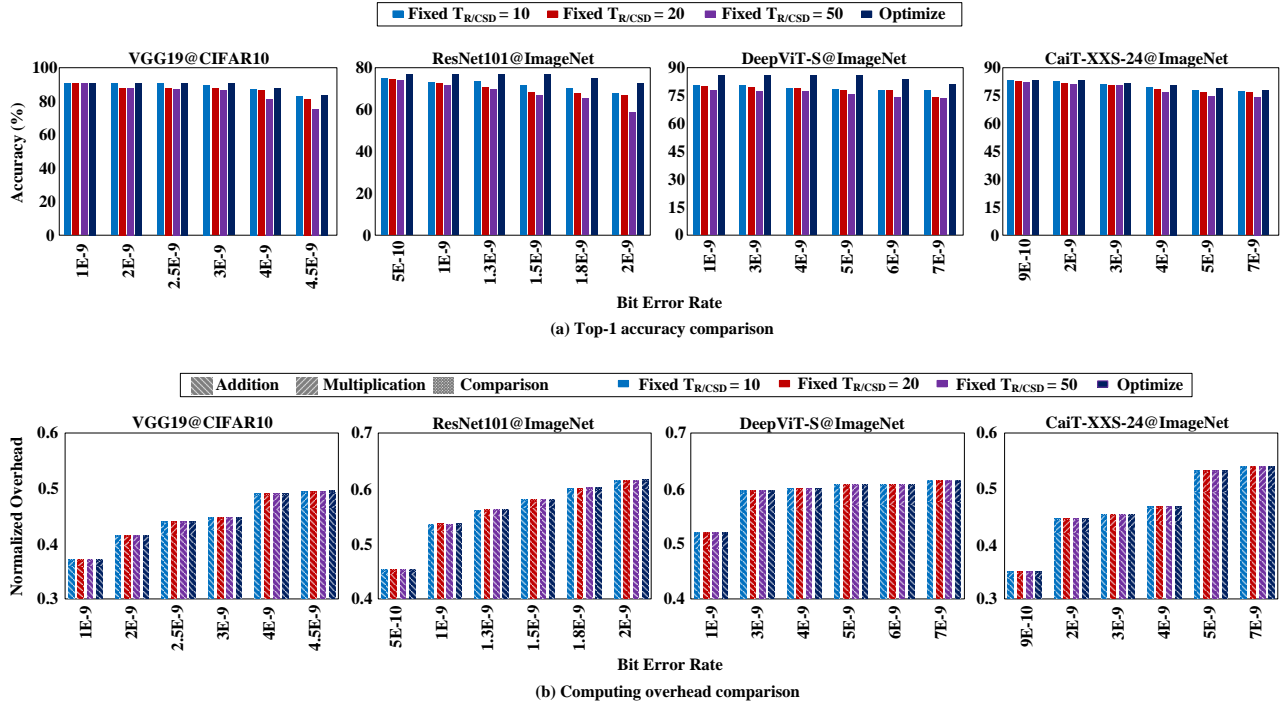 Fixed T_R/CSD = 10 Fixed T_R/CSD = 20 Fixed T_R/CSD = 50 Optimize
VGG19@CIFAR10 ResNet101@ImageNet DeepViT-S@ImageNet CaiT-XXS-24@ImageNet
Accuracy (%)
100
80
60
40
20
0
1E-9
2E-9
2.5E-9
3E-9
4E-9
4.5E-9
80
60
40
20
0
5E-10
1E-9
1.3E-9
1.5E-9
1.8E-9
2E-9
90
75
60
45
30
15
0
1E-9
3E-9
4E-9
5E-9
6E-9
7E-9
90
75
60
45
30
15
0
9E-10
2E-9
3E-9
4E-9
5E-9
7E-9
Bit Error Rate
(a) Top-1 accuracy comparison
Addition Multiplication Comparison Fixed T_R/CSD = 10 Fixed T_R/CSD = 20 Fixed T_R/CSD = 50 Optimize
VGG19@CIFAR10 ResNet101@ImageNet DeepViT-S@ImageNet CaiT-XXS-24@ImageNet
Normalized Overhead
0.6
0.5
0.4
0.3
1E-9
2E-9
2.5E-9
3E-9
4E-9
4.5E-9
0.7
0.6
0.5
0.4
5E-10
1E-9
1.3E-9
1.5E-9
1.8E-9
2E-9
0.7
0.6
0.5
0.4
1E-9
3E-9
4E-9
5E-9
6E-9
7E-9
0.6
0.5
0.4
0.3
9E-10
2E-9
3E-9
4E-9
5E-9
7E-9
Bit Error Rate
(b) Computing overhead comparison